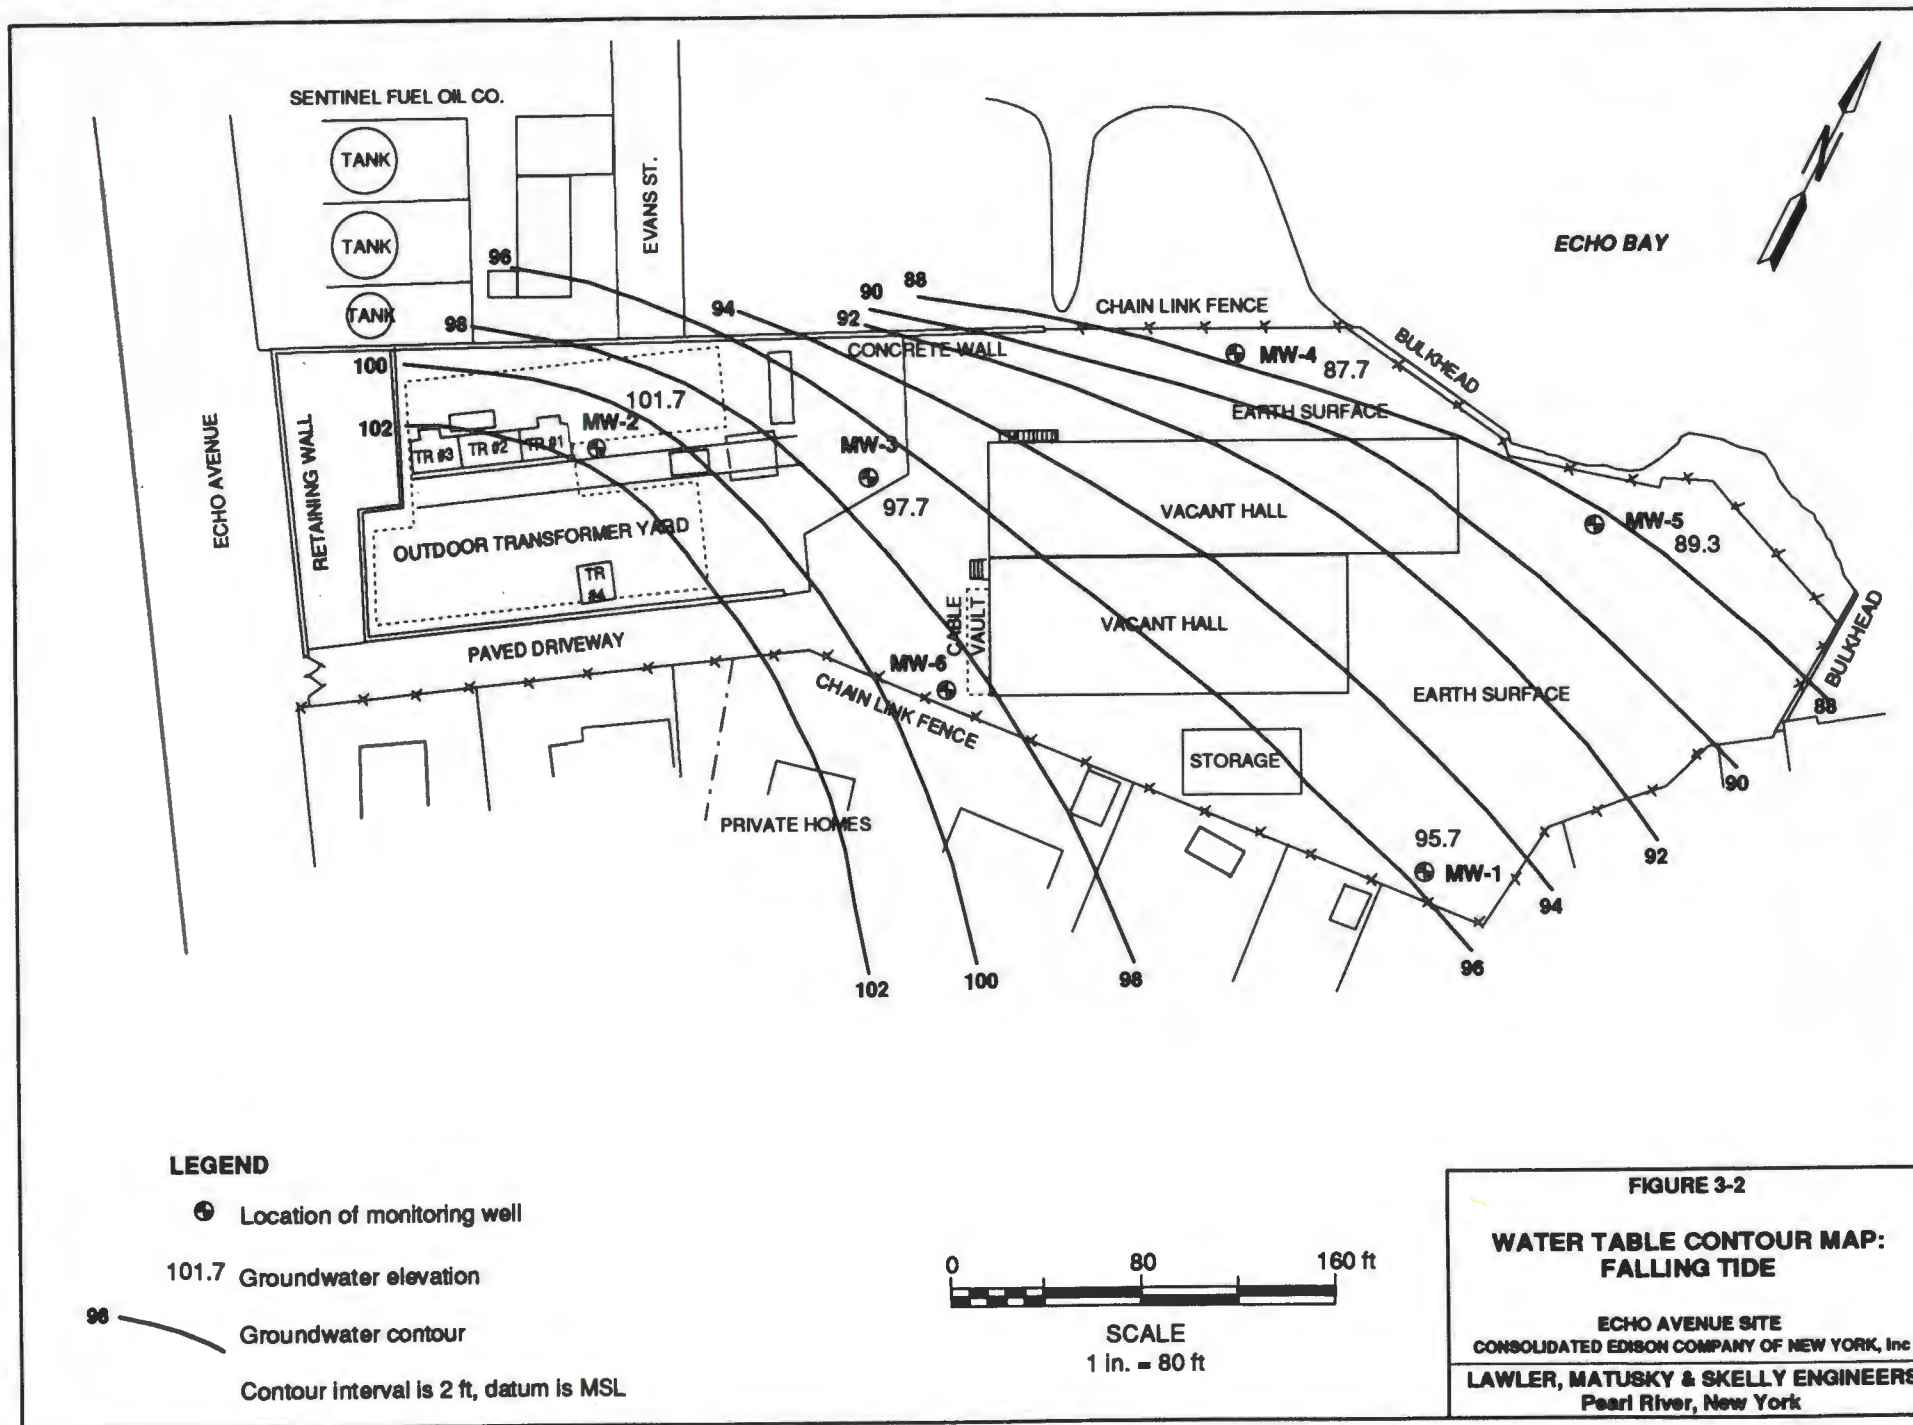 SENTINEL FUEL OIL CO.
TANK
TANK
TANK
EVANS ST.
ECHO BAY
N
96
98
94
90
88
92
CHAIN LINK FENCE
CONCRETE WALL
BULKHEAD
MW-4
87.7
100
102
101.7
MW-2
TR #3
TR #2
TR #1
EARTH SURFACE
MW-3
97.7
VACANT HALL
MW-5
89.3
ECHO AVENUE
RETAINING WALL
OUTDOOR TRANSFORMER YARD
TR
#4
CABLE
VAULT
VACANT HALL
PAVED DRIVEWAY
MW-6
CHAIN LINK FENCE
EARTH SURFACE
BULKHEAD
88
STORAGE
90
PRIVATE HOMES
95.7
MW-1
92
94
96
98
100
102
LEGEND
Location of monitoring well
101.7 Groundwater elevation
98
Groundwater contour
Contour interval is 2 ft, datum is MSL
0 80 160 ft
SCALE
1 in. = 80 ft
FIGURE 3-2
WATER TABLE CONTOUR MAP:
FALLING TIDE
ECHO AVENUE SITE
CONSOLIDATED EDISON COMPANY OF NEW YORK, Inc
LAWLER, MATUSKY & SKELLY ENGINEERS
Pearl River, New York